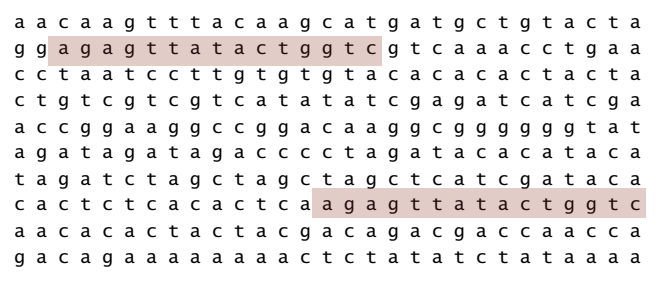 a a c a a g t t t a c a a g c a t g a t g c t g t a c t a
g g a g a g t t a t a c t g g t c g t c a a a c c t g a a
c c t a a t c c t t g t g t g t a c a c a c a c t a c t a
c t g t c g t c g t c a t a t a t c g a g a t c a t c g a
a c c g g a a g g c c g g a c a a g g c g g g g g g t a t
a g a t a g a t a g a c c c c t a g a t a c a c a t a c a
t a g a t c t a g c t a g c t a g c t c a t c g a t a c a
c a c t c t c a c a c t c a a g a g t t a t a c t g g t c
a a c a c a c t a c t a c g a c a g a c g a c c a a c c a
g a c a g a a a a a a a a c t c t a t a t c t a t a a a a